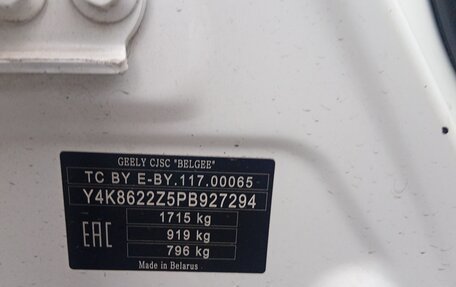 GEELY CJSC "BELGEE"
TC BY E-BY.117.00065
Y4K8622Z5PB927294
1715 kg
919 kg
EAC
796 kg
Made in Belarus